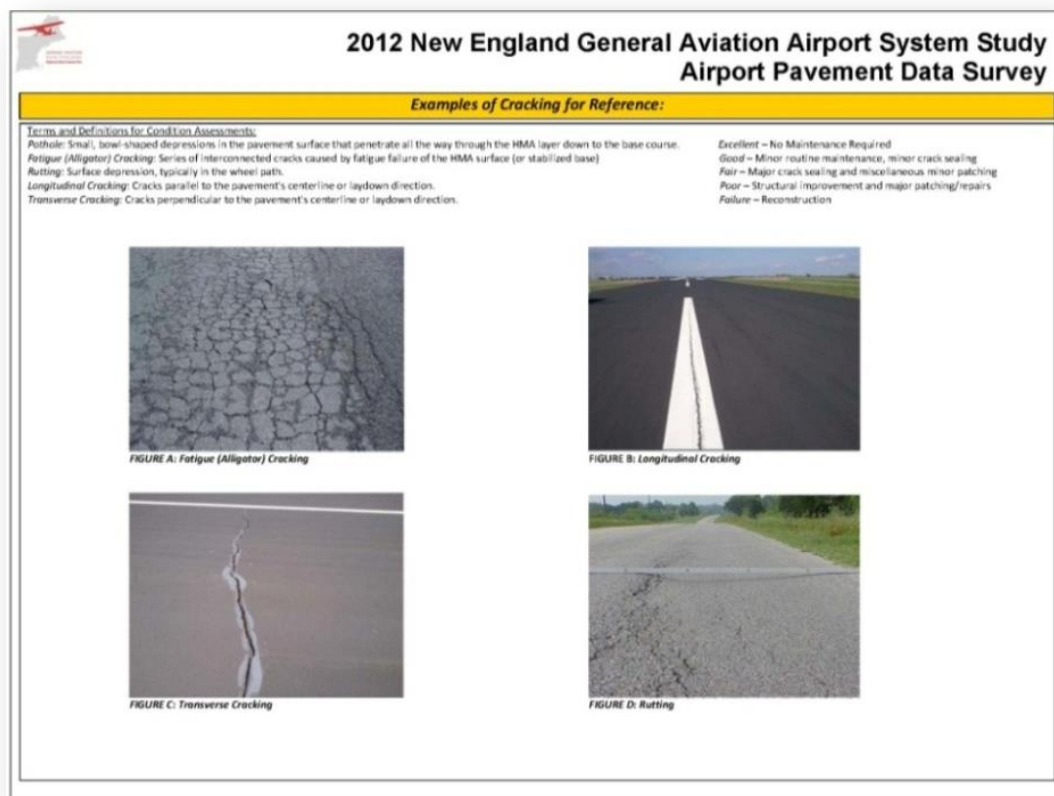 2012 New England General Aviation Airport System Study
Airport Pavement Data Survey
Examples of Cracking for Reference:
Terms and Definitions for Condition Assessments:
Pothole: Small, bowl-shaped depressions in the pavement surface that penetrate all the way through the HMA layer down to the base course.
Fatigue (Alligator) Cracking: Series of interconnected cracks caused by fatigue failure of the HMA surface (or stabilized base)
Rutting: Surface depression, typically in the wheel path.
Longitudinal Cracking: Cracks parallel to the pavement's centerline or laydown direction.
Transverse Cracking: Cracks perpendicular to the pavement's centerline or laydown direction.
Excellent – No Maintenance Required
Good – Minor routine maintenance, minor crack sealing
Fair – Major crack sealing and miscellaneous minor patching
Poor – Structural improvement and major patching/repairs
Failure – Reconstruction
FIGURE A: Fatigue (Alligator) Cracking
FIGURE B: Longitudinal Cracking
FIGURE C: Transverse Cracking
FIGURE D: Rutting